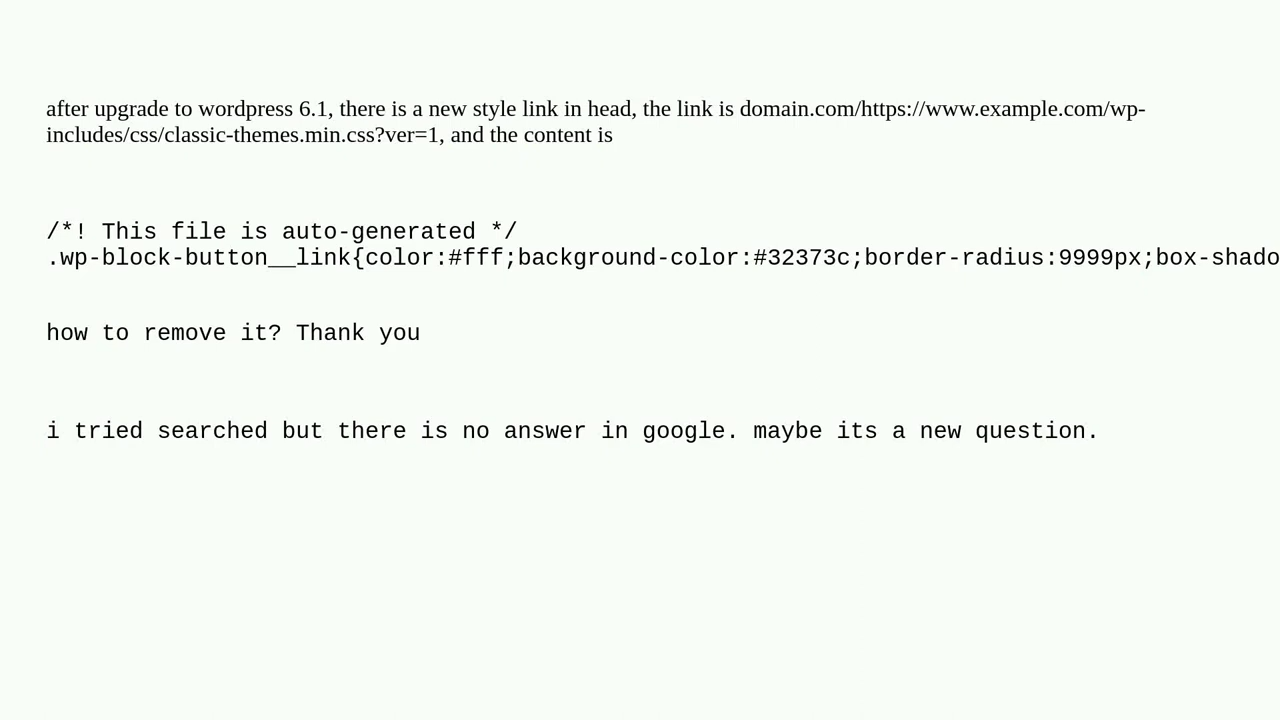 after upgrade to wordpress 6.1, there is a new style link in head, the link is domain.com/https://www.example.com/wp-
includes/css/classic-themes.min.css?ver=1, and the content is
/*! This file is auto-generated */
.wp-block-button__link{color:#fff;background-color:#32373c;border-radius:9999px;box-shado
how to remove it? Thank you
i tried searched but there is no answer in google. maybe its a new question.